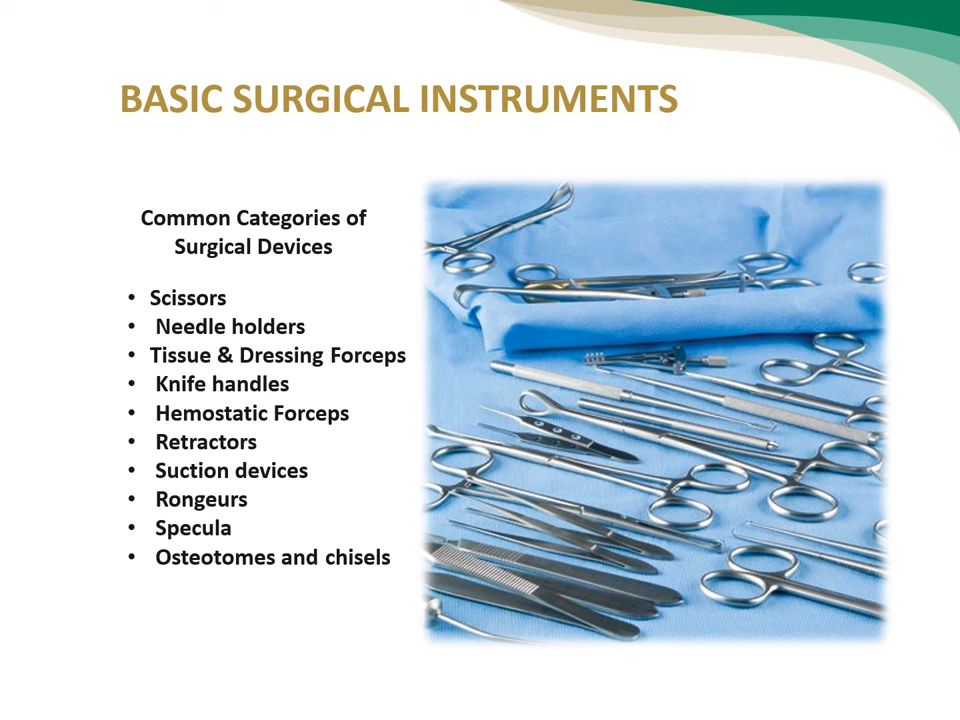 BASIC SURGICAL INSTRUMENTS
Common Categories of
Surgical Devices
• Scissors
• Needle holders
• Tissue & Dressing Forceps
• Knife handles
• Hemostatic Forceps
• Retractors
• Suction devices
• Rongeurs
• Specula
• Osteotomes and chisels